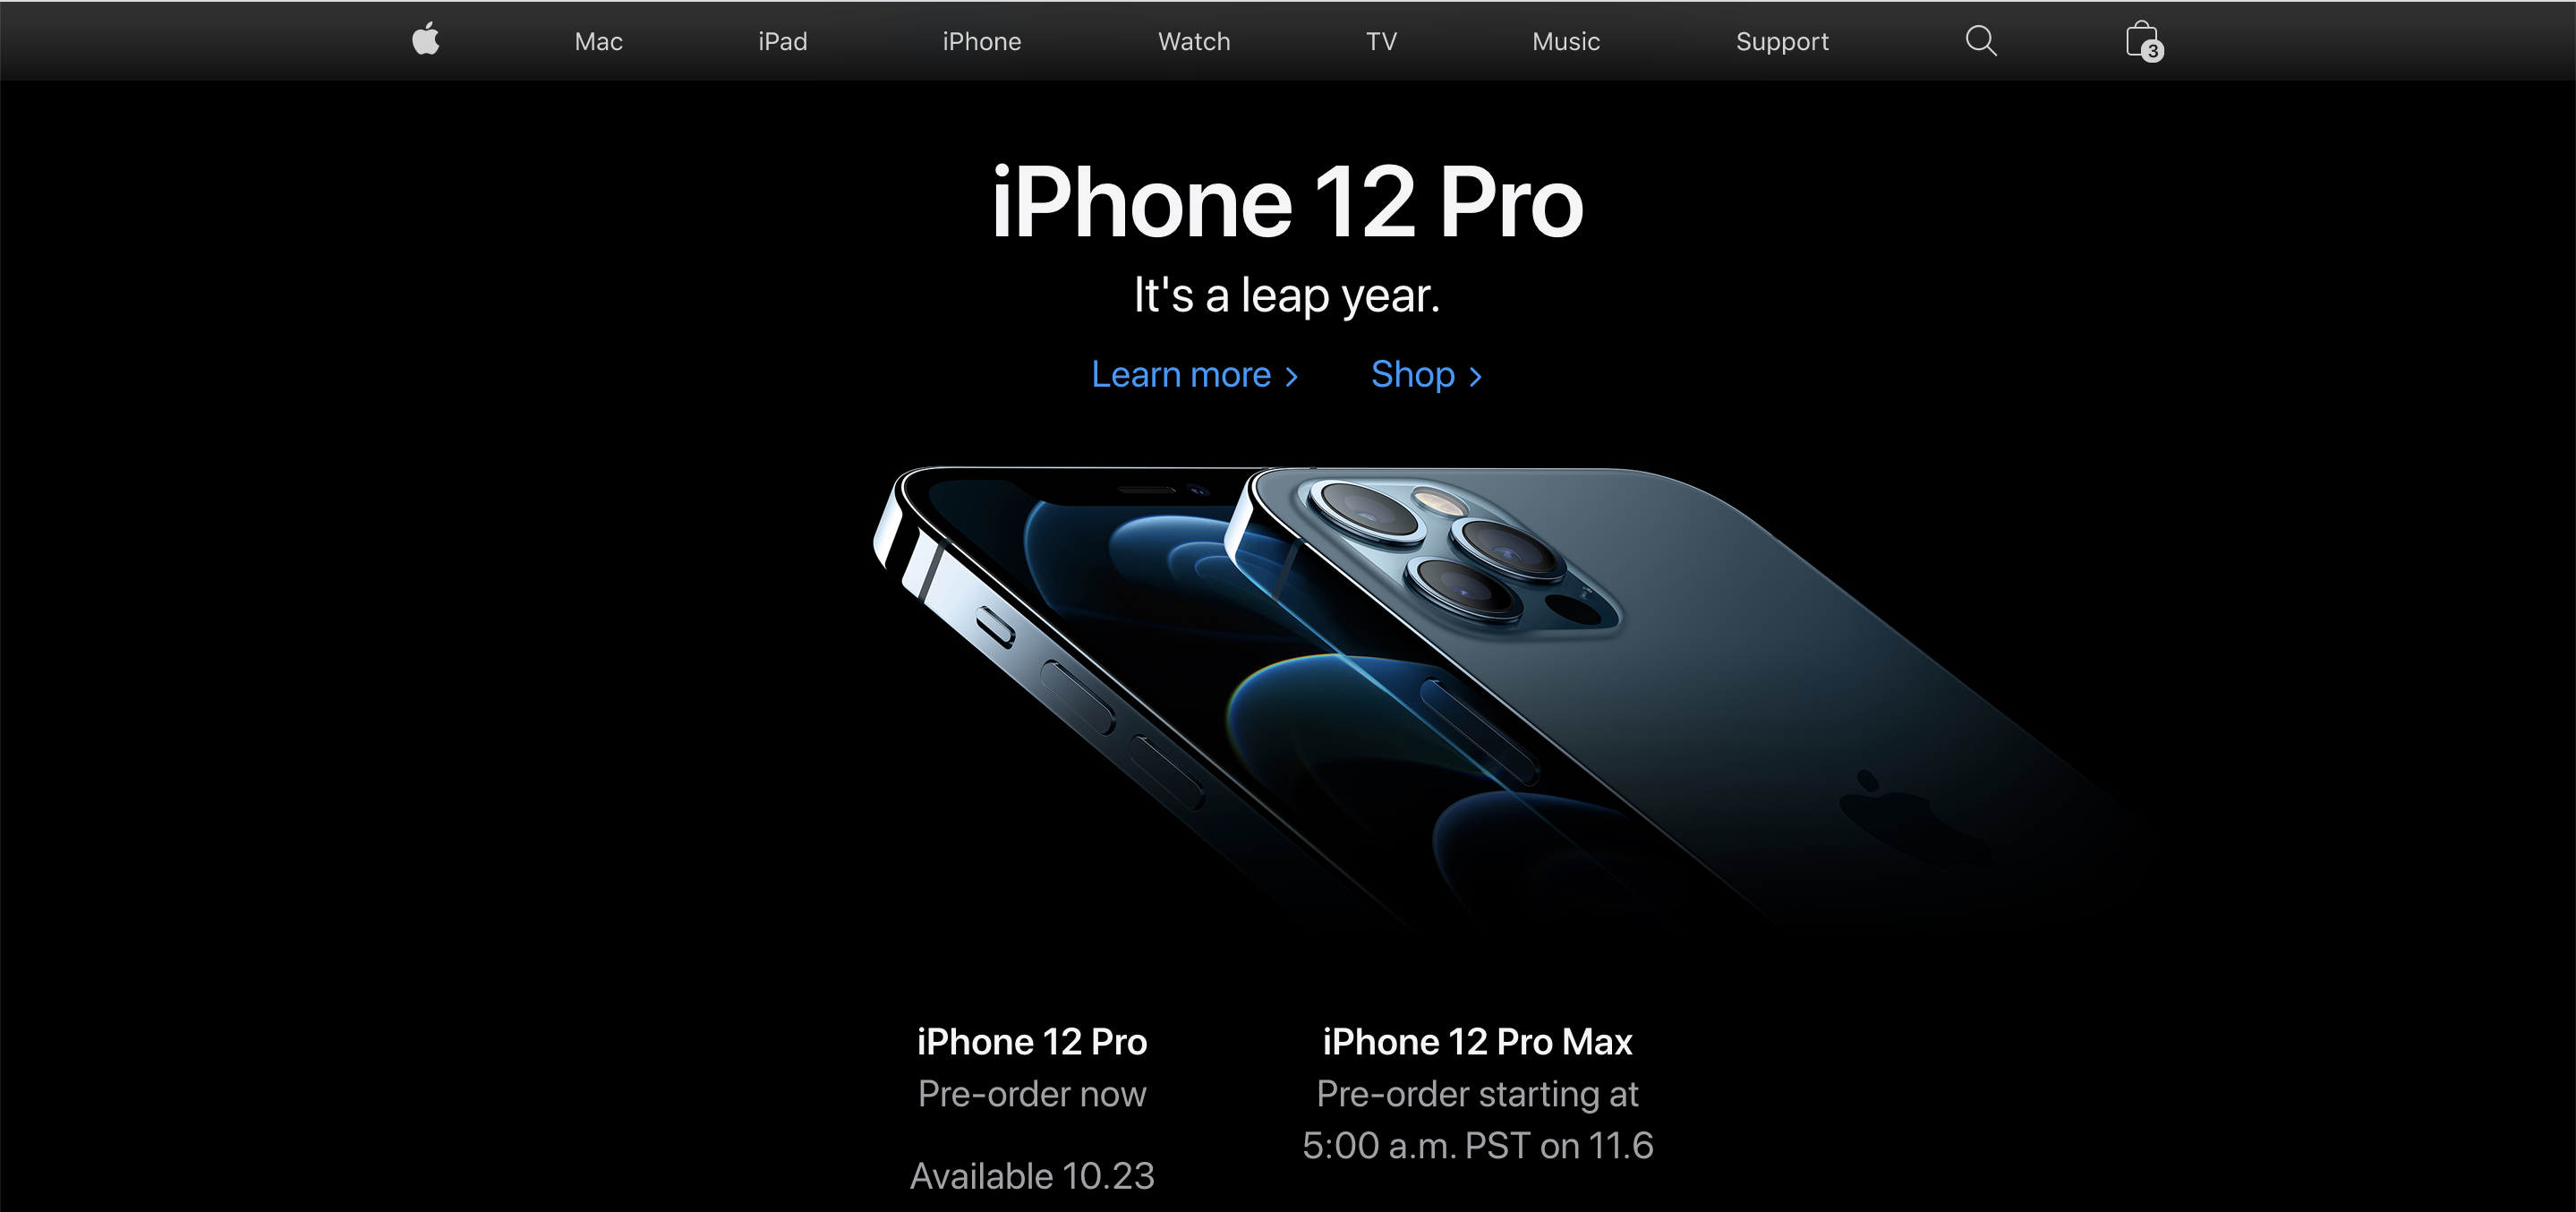 Mac
iPad
iPhone
Watch
TV
Music
Support
3
iPhone 12 Pro
It's a leap year.
Learn more >
Shop >
iPhone 12 Pro
Pre-order now
Available 10.23
iPhone 12 Pro Max
Pre-order starting at
5:00 a.m. PST on 11.6